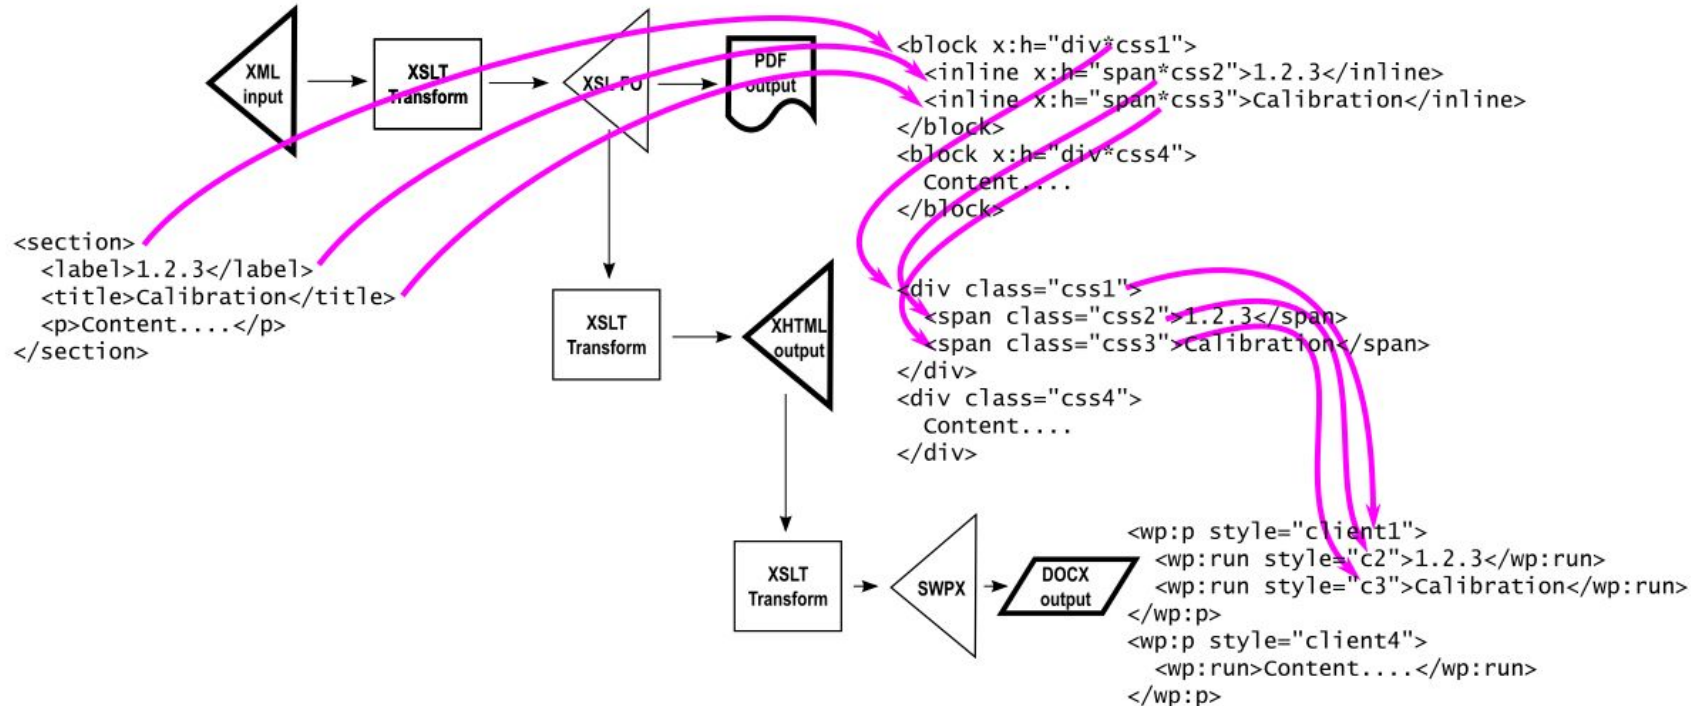 XML
input
XSLT
Transform
XSL-FO
PDF
output
<block x:h="div*css1">
  <inline x:h="span*css2">1.2.3</inline>
  <inline x:h="span*css3">Calibration</inline>
</block>
<block x:h="div*css4">
  Content....
</block>
<section>
  <label>1.2.3</label>
  <title>Calibration</title>
  <p>Content....</p>
</section>
XSLT
Transform
XHTML
output
<div class="css1">
  <span class="css2">1.2.3</span>
  <span class="css3">Calibration</span>
</div>
<div class="css4">
  Content....
</div>
XSLT
Transform
SWPX
DOCX
output
<wp:p style="client1">
  <wp:run style="c2">1.2.3</wp:run>
  <wp:run style="c3">Calibration</wp:run>
</wp:p>
<wp:p style="client4">
  <wp:run>Content....</wp:run>
</wp:p>